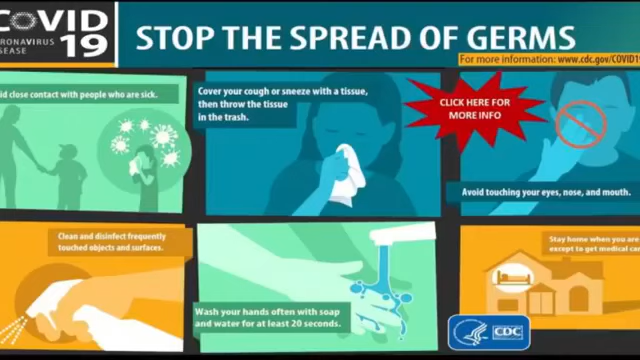 COVID
19
STOP THE SPREAD OF GERMS
For more information: www.cdc.gov/COVID19
close contact with people who are sick.
Cover your cough or sneeze with a tissue,
then throw the tissue
in the trash.
CLICK HERE FOR
MORE INFO
Avoid touching your eyes, nose, and mouth.
Clean and disinfect frequently
touched objects and surfaces.
Wash your hands often with soap
and water for at least 20 seconds.
Stay home when you are
except to get medical
CDC